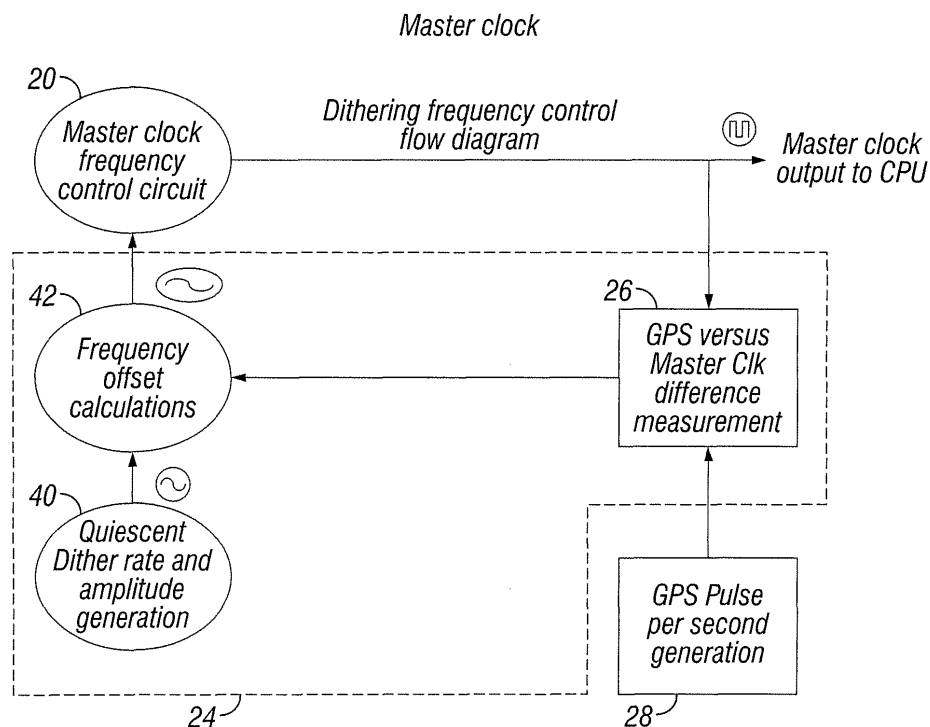 Master clock
20
Master clock
frequency
control circuit
Dithering frequency control
flow diagram
Master clock
output to CPU
42
Frequency
offset
calculations
26
GPS versus
Master Clk
difference
measurement
40
Quiescent
Dither rate and
amplitude
generation
GPS Pulse
per second
generation
24
28